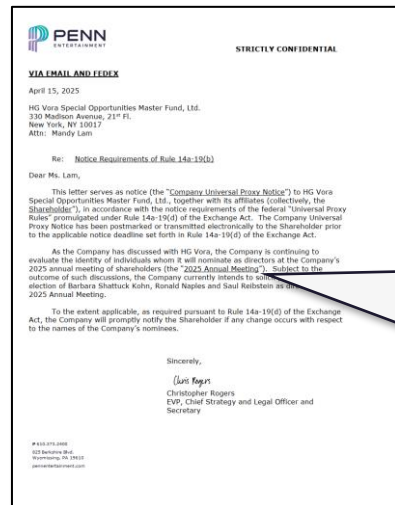 PENN
ENTERTAINMENT
STRICTLY CONFIDENTIAL
VIA EMAIL AND FEDEX
April 15, 2025
HG Vora Special Opportunities Master Fund, Ltd.
330 Madison Avenue, 21st Fl.
New York, NY 10017
Attn: Mandy Lam
Re: Notice Requirements of Rule 14a-19(b)
Dear Ms. Lam,
This letter serves as notice (the "Company Universal Proxy Notice") to HG Vora
Special Opportunities Master Fund, Ltd., together with its affiliates (collectively, the
Shareholder"), in accordance with the notice requirements of the federal "Universal Proxy
Rules" promulgated under Rule 14a-19(d) of the Exchange Act. The Company Universal
Proxy Notice has been postmarked or transmitted electronically to the Shareholder prior
to the applicable notice deadline set forth in Rule 14a-19(d) of the Exchange Act.
As the Company has discussed with HG Vora, the Company is continuing to
evaluate the identity of individuals whom it will nominate as directors at the Company's
2025 annual meeting of shareholders (the "2025 Annual Meeting"). Subject to the
outcome of such discussions, the Company currently intends to
election of Barbara Shattuck Kohn, Ronald Naples and Saul Reibstein as
2025 Annual Meeting.
To the extent applicable, as required pursuant to Rule 14a-19(d) of the Exchange
Act, the Company will promptly notify the Shareholder if any change occurs with respect
to the names of the Company's nominees.
Sincerely,
Chris Rogers
Christopher Rogers
EVP, Chief Strategy and Legal Officer and
Secretary
825 Berkshire Blvd.
Wyomissing, PA 19610
pennentertainment.com